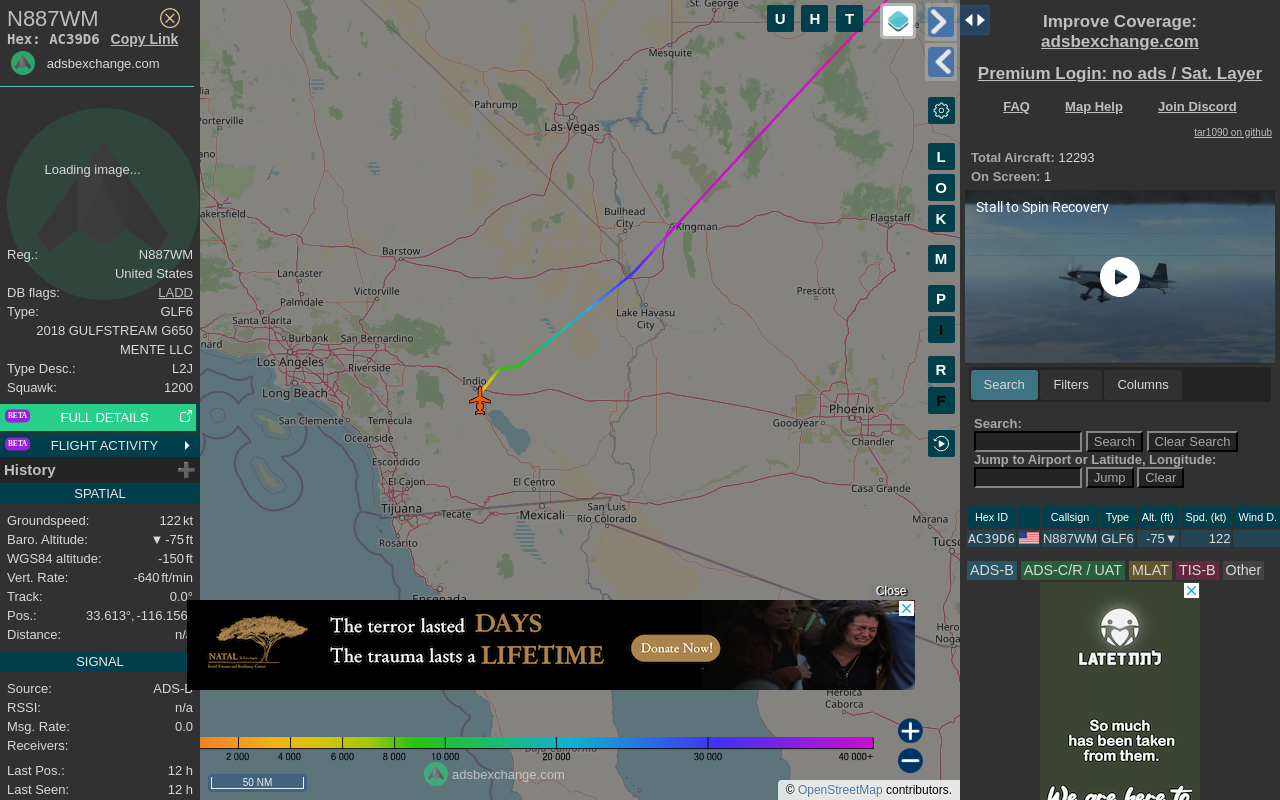 N887WM
Hex: AC39D6 Copy Link
adsbexchange.com
Loading image...
Reg.: N887WM
United States
DB flags: LADD
Type: GLF6
2018 GULFSTREAM G650
MENTE LLC
Type Desc.: L2J
Squawk: 1200
BETA FULL DETAILS
BETA FLIGHT ACTIVITY
History
SPATIAL
Groundspeed: 122 kt
Baro. Altitude: ▼ -75 ft
WGS84 altitude: -150 ft
Vert. Rate: -640 ft/min
Track: 0.0°
Pos.: 33.613°, -116.156°
Distance: n/a
SIGNAL
Source: ADS-B
RSSI: n/a
Msg. Rate: 0.0
Receivers:
Last Pos.: 12 h
Last Seen: 12 h
U H T
St. George
Mesquite
Pahrump
Las Vegas
Porterville
Bullhead
City
Kingman
Flagstaff
Barstow
Lancaster
Palmdale
Victorville
Prescott
Lake Havasu
City
Santa Clarita
Burbank
San Bernardino
Los Angeles
Riverside
Long Beach
Indio
Santa Ana
Temecula
Oceanside
Escondido
El Cajon
El Centro
Tijuana
Tecate
Mexicali
San Luis
Río Colorado
Rosarito
Ensenada
Phoenix
Goodyear
Chandler
Casa Grande
Marana
Heroica
Caborca
Baja California
L
O
K
M
P
I
R
F
Close
NATAL
Israel Trauma and Resiliency Center
The terror lasted DAYS
The trauma lasts a LIFETIME
Donate Now!
2 000 4 000 6 000 8 000 10 000 20 000 30 000 40 000+
adsbexchange.com
50 NM
© OpenStreetMap contributors.
Improve Coverage:
adsbexchange.com
Premium Login: no ads / Sat. Layer
FAQ Map Help Join Discord
tar1090 on github
Total Aircraft: 12293
On Screen: 1
Stall to Spin Recovery
Search Filters Columns
Search:
Search Clear Search
Jump to Airport or Latitude, Longitude:
Jump Clear
Hex ID Callsign Type Alt. (ft) Spd. (kt) Wind D.
AC39D6 N887WM GLF6 -75▼ 122
ADS-B ADS-C/R / UAT MLAT TIS-B Other
LATET לתת
So much
has been taken
from them.
We are here to